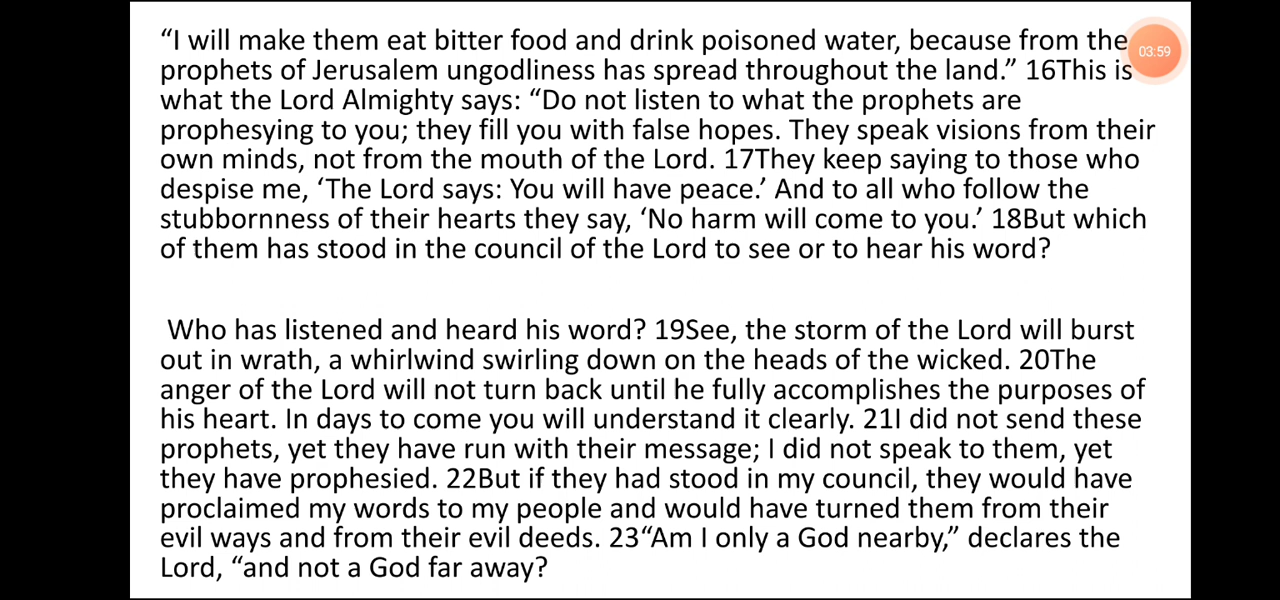 “I will make them eat bitter food and drink poisoned water, because from the
prophets of Jerusalem ungodliness has spread throughout the land.” 16This is
what the Lord Almighty says: “Do not listen to what the prophets are
prophesying to you; they fill you with false hopes. They speak visions from their
own minds, not from the mouth of the Lord. 17They keep saying to those who
despise me, ‘The Lord says: You will have peace.’ And to all who follow the
stubbornness of their hearts they say, ‘No harm will come to you.’ 18But which
of them has stood in the council of the Lord to see or to hear his word?
Who has listened and heard his word? 19See, the storm of the Lord will burst
out in wrath, a whirlwind swirling down on the heads of the wicked. 20The
anger of the Lord will not turn back until he fully accomplishes the purposes of
his heart. In days to come you will understand it clearly. 21I did not send these
prophets, yet they have run with their message; I did not speak to them, yet
they have prophesied. 22But if they had stood in my council, they would have
proclaimed my words to my people and would have turned them from their
evil ways and from their evil deeds. 23“Am I only a God nearby,” declares the
Lord, “and not a God far away?
03:59